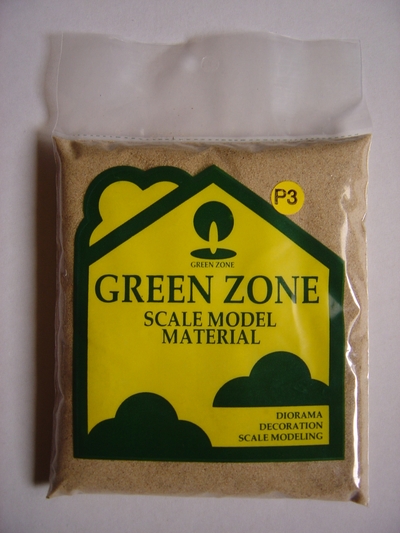 P3
GREEN ZONE
GREEN ZONE
SCALE MODEL
MATERIAL
DIORAMA
DECORATION
SCALE MODELING